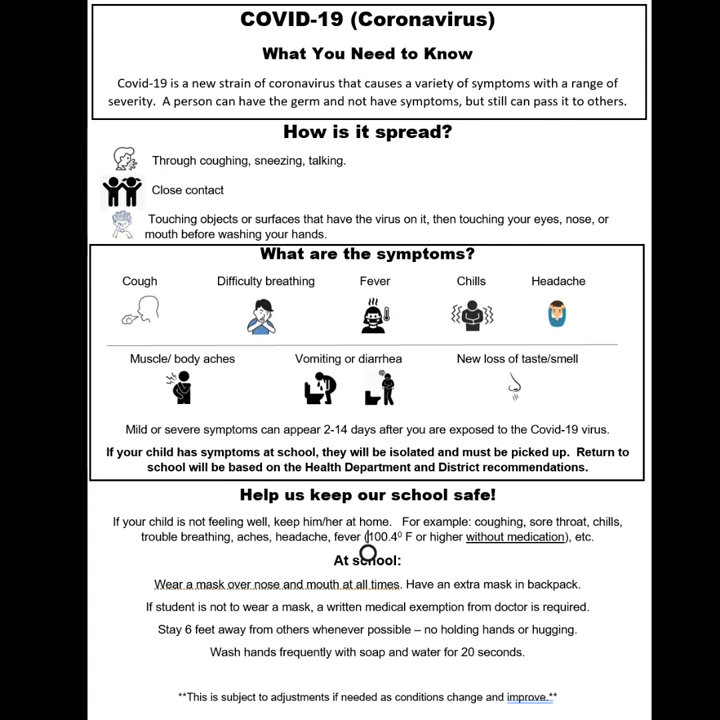 COVID-19 (Coronavirus)
What You Need to Know
Covid-19 is a new strain of coronavirus that causes a variety of symptoms with a range of
severity.  A person can have the germ and not have symptoms, but still can pass it to others.
How is it spread?
Through coughing, sneezing, talking.
Close contact
Touching objects or surfaces that have the virus on it, then touching your eyes, nose, or
mouth before washing your hands.
What are the symptoms?
Cough Difficulty breathing Fever Chills Headache
Muscle/ body aches Vomiting or diarrhea New loss of taste/smell
Mild or severe symptoms can appear 2-14 days after you are exposed to the Covid-19 virus.
If your child has symptoms at school, they will be isolated and must be picked up.  Return to
school will be based on the Health Department and District recommendations.
Help us keep our school safe!
If your child is not feeling well, keep him/her at home.   For example: coughing, sore throat, chills,
trouble breathing, aches, headache, fever (100.4⁰ F or higher without medication), etc.
At school:
Wear a mask over nose and mouth at all times. Have an extra mask in backpack.
If student is not to wear a mask, a written medical exemption from doctor is required.
Stay 6 feet away from others whenever possible – no holding hands or hugging.
Wash hands frequently with soap and water for 20 seconds.
**This is subject to adjustments if needed as conditions change and improve.**